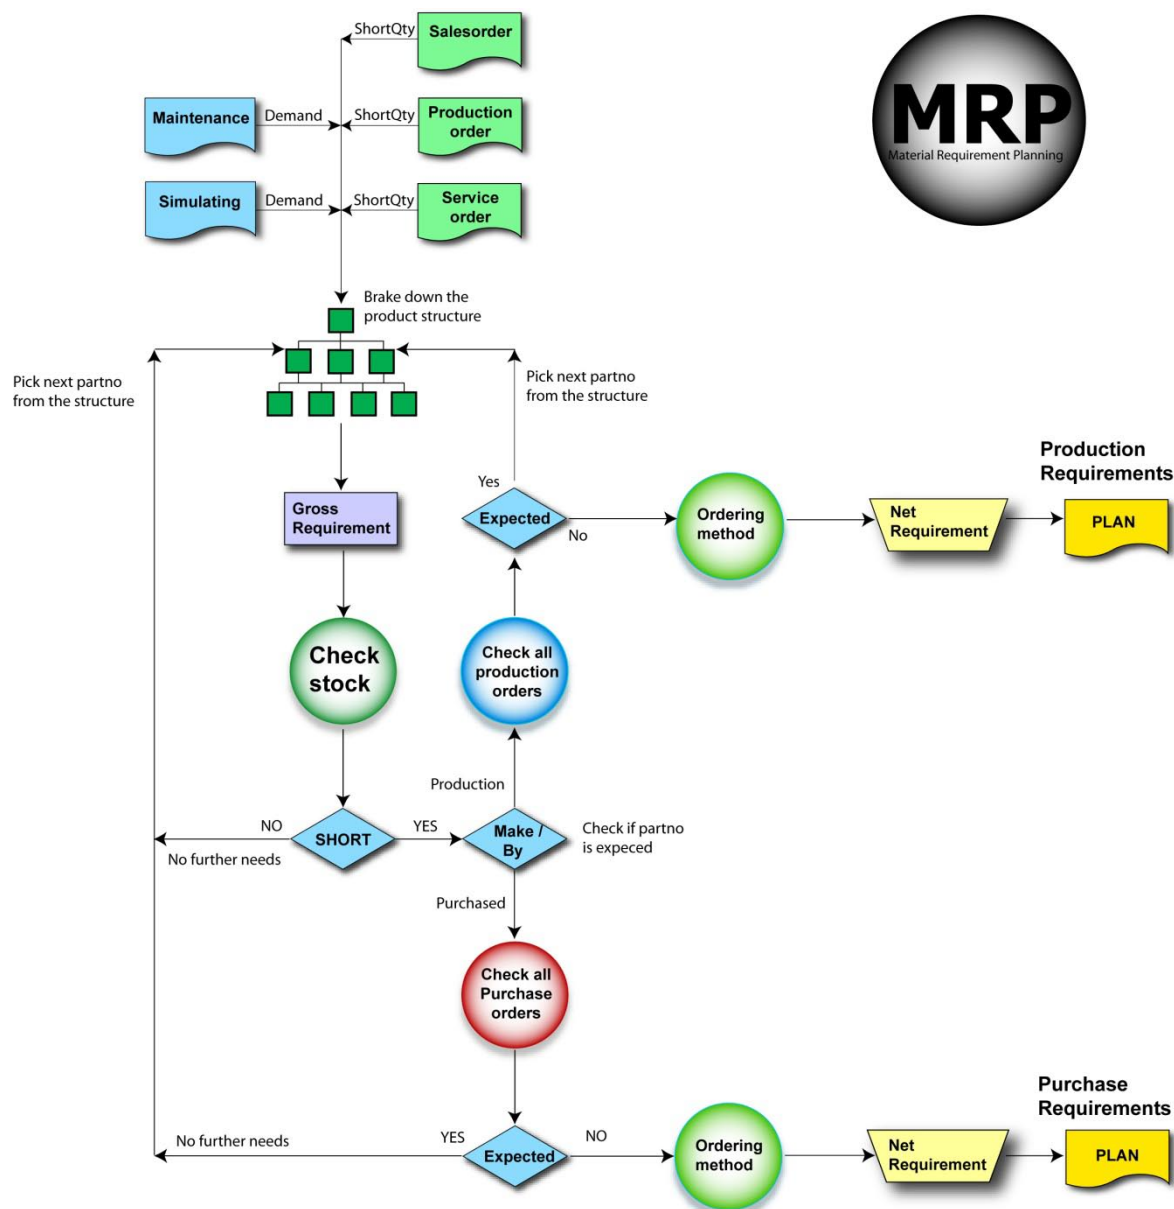 ShortQty
Salesorder
MRP
Material Requirement Planning
Maintenance
Demand
ShortQty
Production
order
Simulating
Demand
ShortQty
Service
order
Brake down the
product structure
Pick next partno
from the structure
Pick next partno
from the structure
Gross
Requirement
Yes
Expected
No
Ordering
method
Net
Requirement
Production
Requirements
PLAN
Check
stock
Check all
production
orders
Production
NO
SHORT
YES
Make /
By
Check if partno
is expeced
No further needs
Purchased
Check all
Purchase
orders
No further needs
YES
Expected
NO
Ordering
method
Net
Requirement
Purchase
Requirements
PLAN